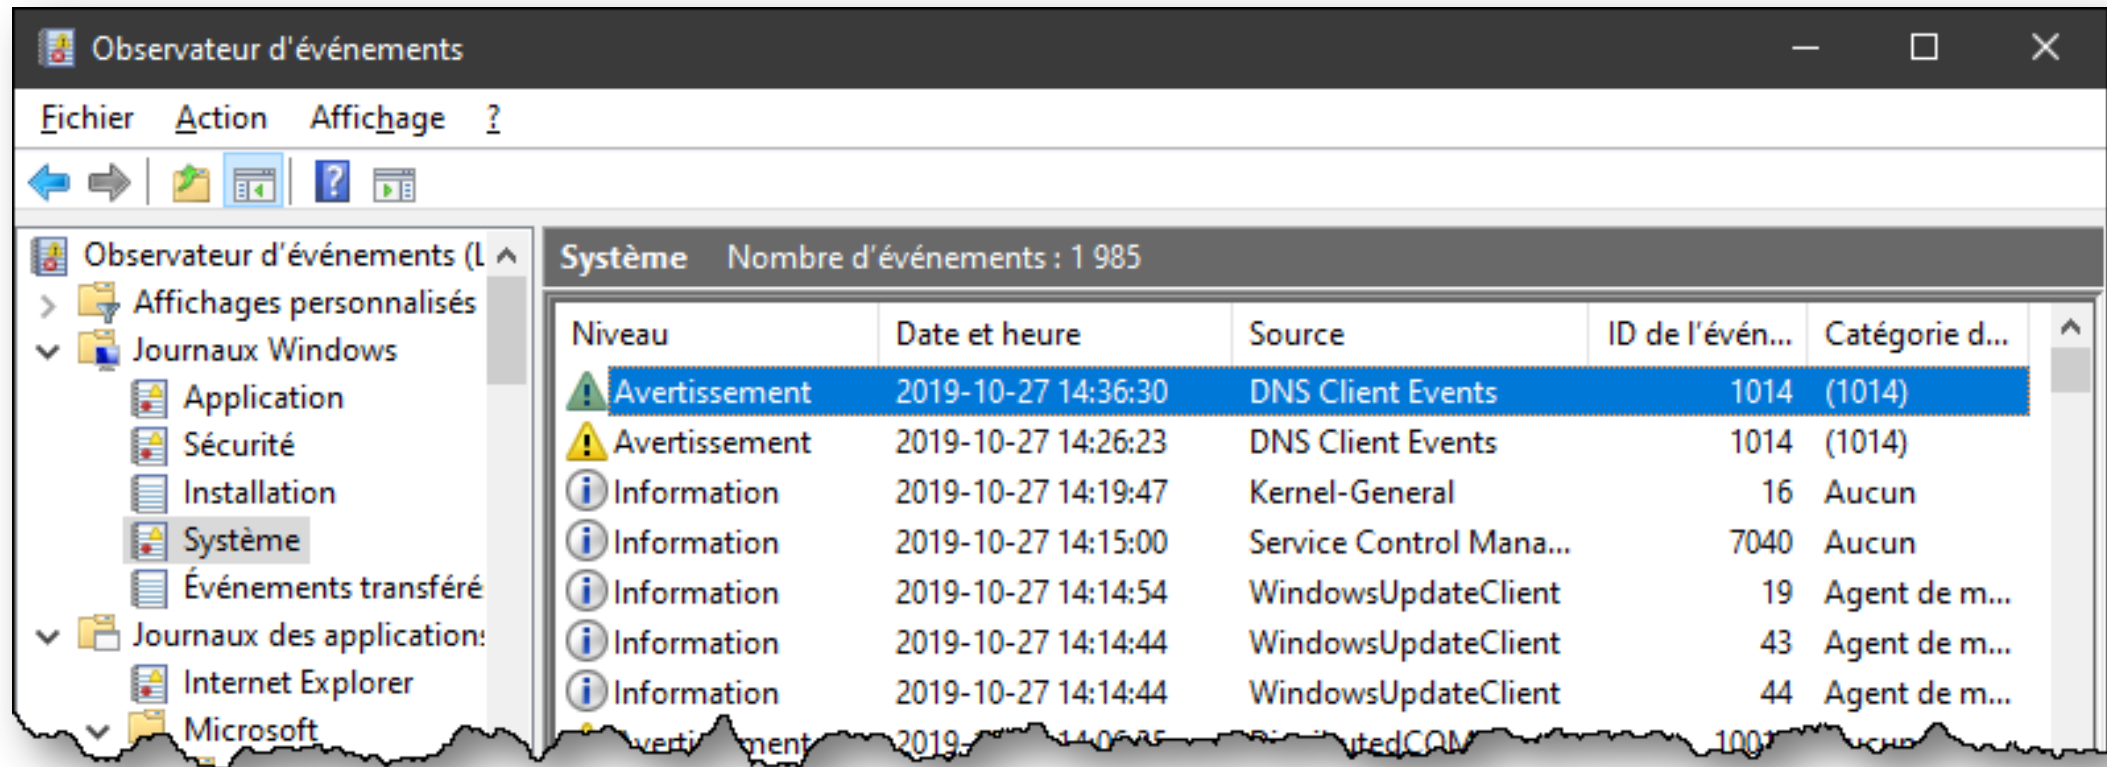 Observateur d'événements
Fichier Action Affichage ?
Observateur d'événements (L
Affichages personnalisés
Journaux Windows
Application
Sécurité
Installation
Système
Événements transféré
Journaux des applications
Internet Explorer
Microsoft
Système Nombre d'événements : 1 985
Niveau Date et heure Source ID de l'évén... Catégorie d...
Avertissement 2019-10-27 14:36:30 DNS Client Events 1014 (1014)
Avertissement 2019-10-27 14:26:23 DNS Client Events 1014 (1014)
Information 2019-10-27 14:19:47 Kernel-General 16 Aucun
Information 2019-10-27 14:15:00 Service Control Mana... 7040 Aucun
Information 2019-10-27 14:14:54 WindowsUpdateClient 19 Agent de m...
Information 2019-10-27 14:14:44 WindowsUpdateClient 43 Agent de m...
Information 2019-10-27 14:14:44 WindowsUpdateClient 44 Agent de m...